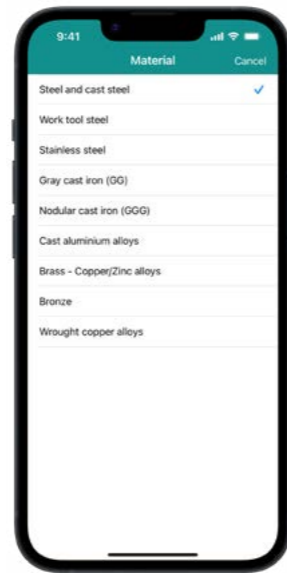 9:41
Material
Cancel
Steel and cast steel
Work tool steel
Stainless steel
Gray cast iron (GG)
Nodular cast iron (GGG)
Cast aluminium alloys
Brass - Copper/Zinc alloys
Bronze
Wrought copper alloys